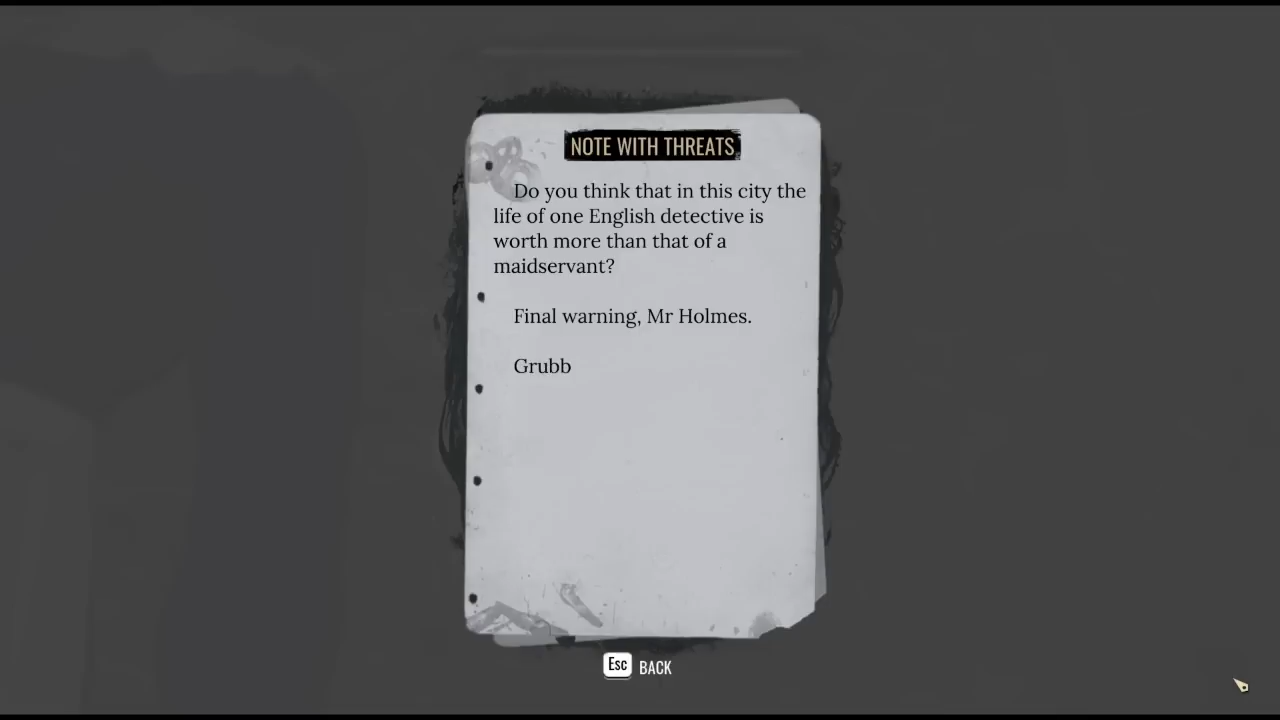 NOTE WITH THREATS
Do you think that in this city the
life of one English detective is
worth more than that of a
maidservant?
Final warning, Mr Holmes.
Grubb
Esc BACK